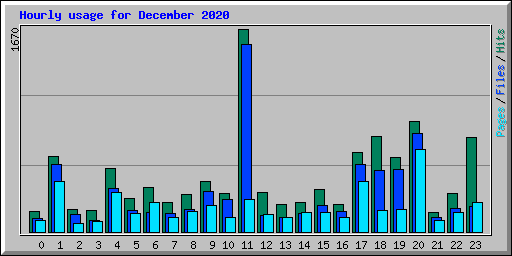 Hourly usage for December 2020
1670
Pages / Files / Hits
0 1 2 3 4 5 6 7 8 9 10 11 12 13 14 15 16 17 18 19 20 21 22 23